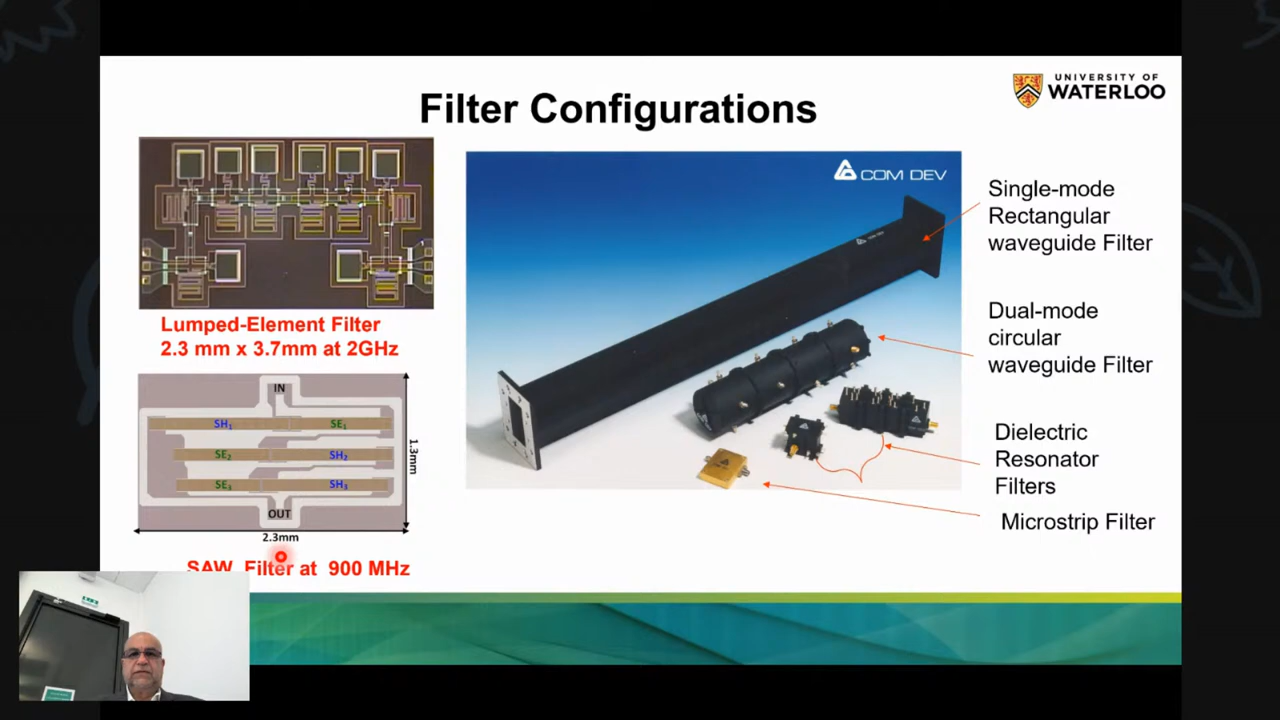 Filter Configurations
UNIVERSITY OF
WATERLOO
Lumped-Element Filter
2.3 mm x 3.7mm at 2GHz
IN
SH₁ SE₁
SE₂ SH₂
SE₃ SH₃
OUT
1.3mm
2.3mm
SAW Filter at 900 MHz
COM DEV
Single-mode
Rectangular
waveguide Filter
Dual-mode
circular
waveguide Filter
Dielectric
Resonator
Filters
Microstrip Filter